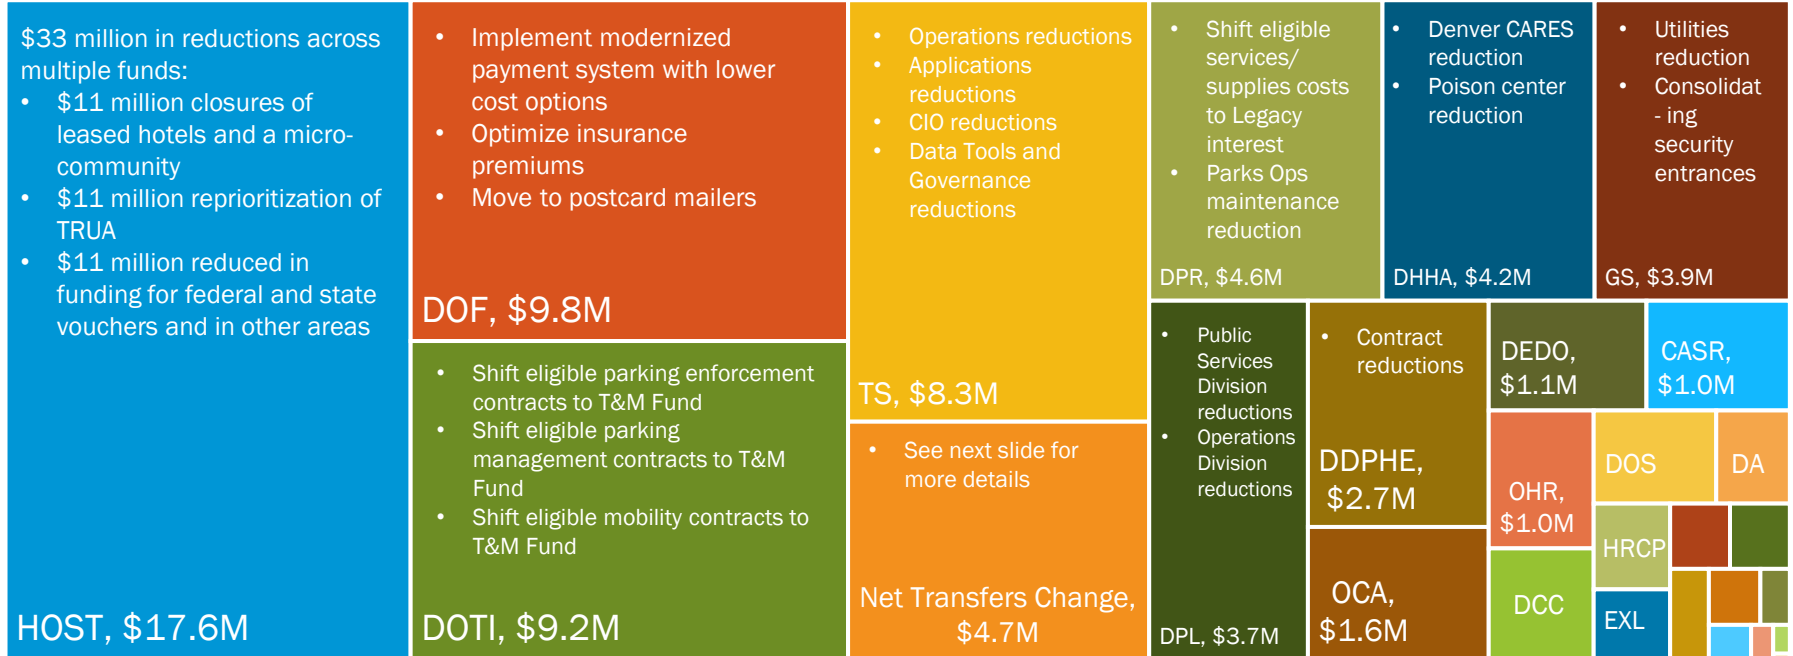 $33 million in reductions across
multiple funds:
• $11 million closures of
leased hotels and a micro-
community
• $11 million reprioritization of
TRUA
• $11 million reduced in
funding for federal and state
vouchers and in other areas
HOST, $17.6M
• Implement modernized
payment system with lower
cost options
• Optimize insurance
premiums
• Move to postcard mailers
DOF, $9.8M
• Shift eligible parking enforcement
contracts to T&M Fund
• Shift eligible parking
management contracts to T&M
Fund
• Shift eligible mobility contracts to
T&M Fund
DOTI, $9.2M
• Operations reductions
• Applications
reductions
• CIO reductions
• Data Tools and
Governance
reductions
TS, $8.3M
• See next slide for
more details
Net Transfers Change,
$4.7M
• Shift eligible
services/
supplies costs
to Legacy
interest
• Parks Ops
maintenance
reduction
DPR, $4.6M
• Denver CARES
reduction
• Poison center
reduction
DHHA, $4.2M
• Utilities
reduction
• Consolidat
- ing
security
entrances
GS, $3.9M
• Public
Services
Division
reductions
• Operations
Division
reductions
DPL, $3.7M
• Contract
reductions
DDPHE,
$2.7M
OCA,
$1.6M
DEDO,
$1.1M
CASR,
$1.0M
OHR,
$1.0M
DCC
DOS
DA
HRCP
EXL